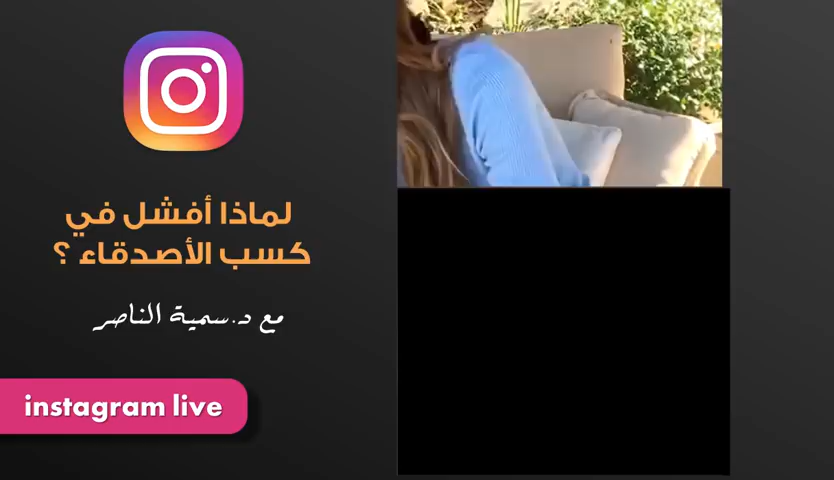 لماذا أفشل في
كسب الأصدقاء ؟
مع د.سمية الناصر
instagram live